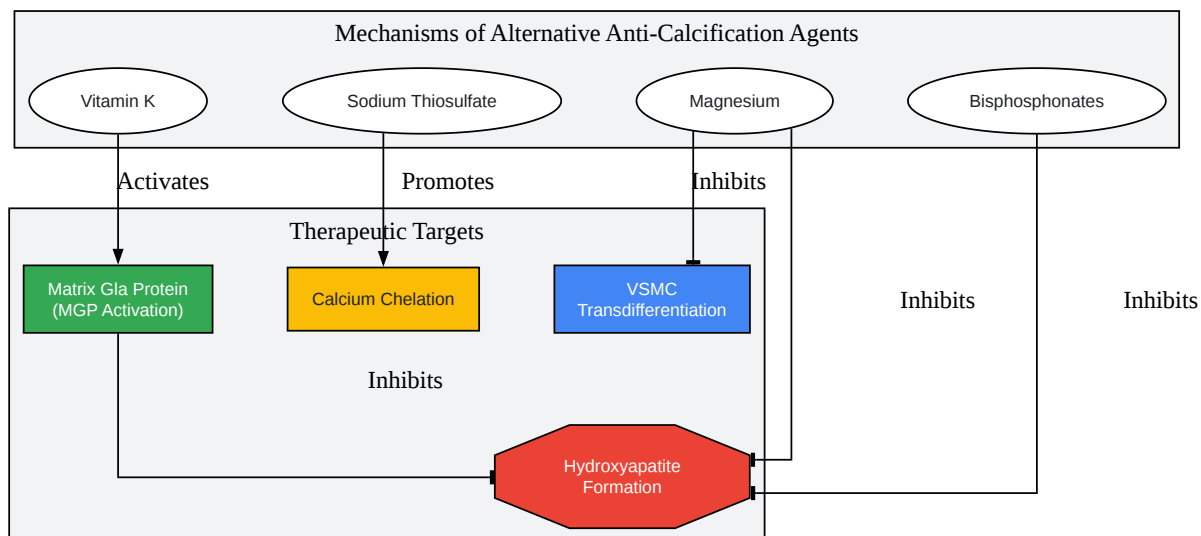 Mechanisms of Alternative Anti-Calcification Agents
Vitamin K
Sodium Thiosulfate
Magnesium
Bisphosphonates
Activates
Promotes
Inhibits
Therapeutic Targets
Matrix Gla Protein
(MGP Activation)
Calcium Chelation
VSMC
Transdifferentiation
Inhibits
Inhibits
Inhibits
Hydroxyapatite
Formation